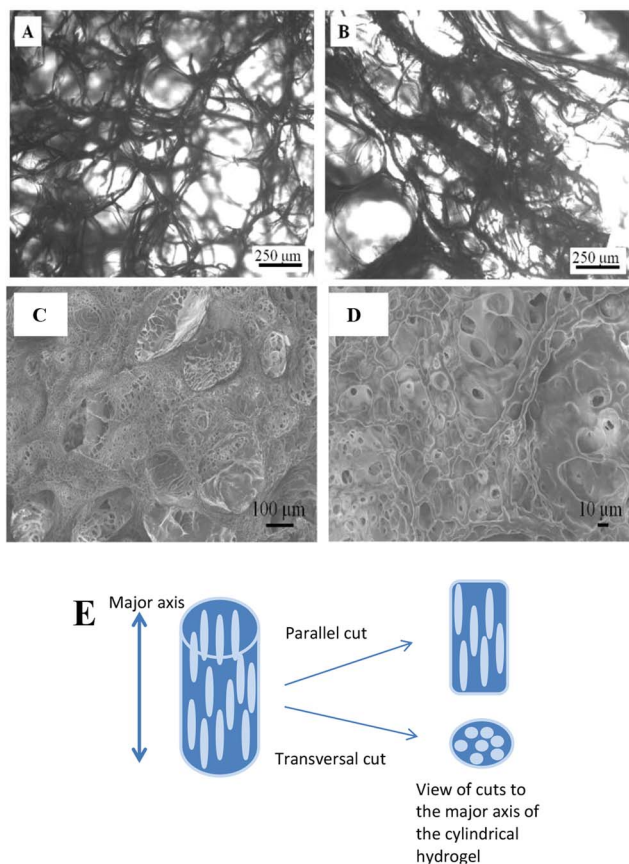 A
B
250 µm
250 µm
C
D
100 µm
10 µm
E
Major axis
Parallel cut
Transversal cut
View of cuts to
the major axis of
the cylindrical
hydrogel